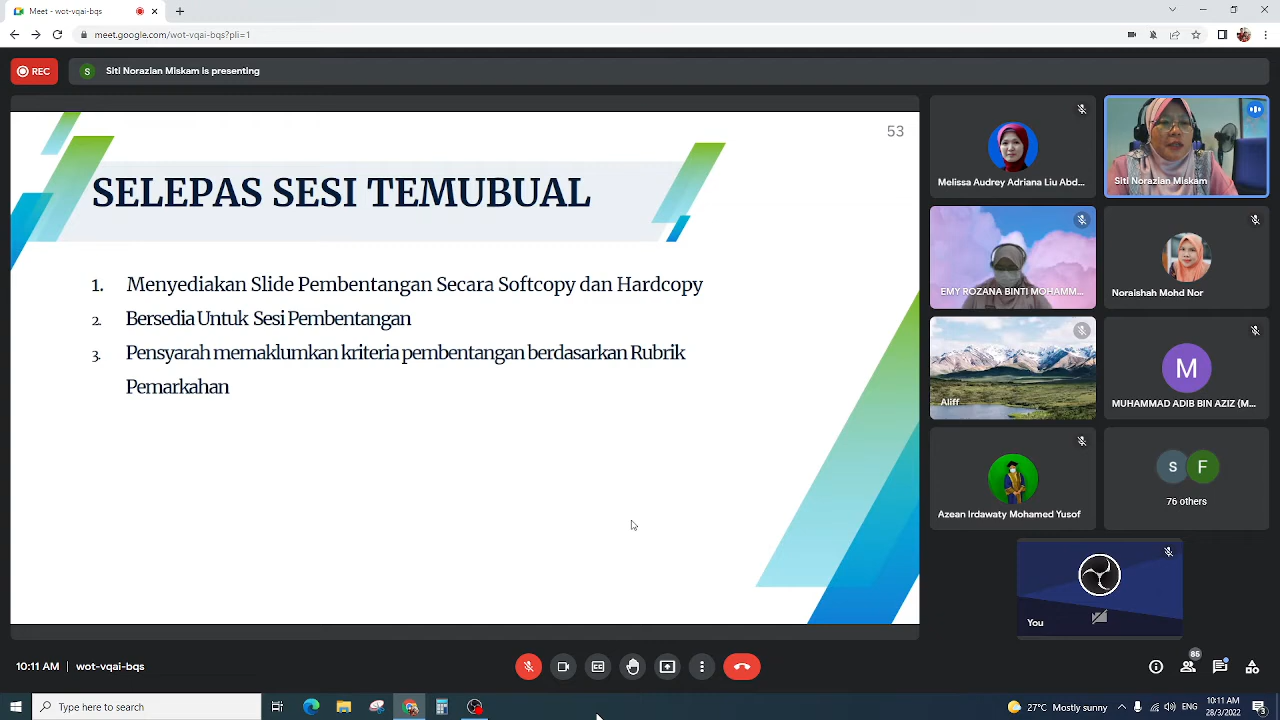 Meet - wot-vqai-bqs
meet.google.com/wot-vqai-bqs?pli=1
REC
S
Siti Norazian Miskam is presenting
53
SELEPAS SESI TEMUBUAL
1. Menyediakan Slide Pembentangan Secara Softcopy dan Hardcopy
2. Bersedia Untuk Sesi Pembentangan
3. Pensyarah memaklumkan kriteria pembentangan berdasarkan Rubrik
Pemarkahan
Melissa Audrey Adriana Liu Abd...
Siti Norazian Miskam
EMY ROZANA BINTI MOHAMM...
Noraishah Mohd Nor
Aliff
M
MUHAMMAD ADIB BIN AZIZ (M...
Azean Irdawaty Mohamed Yusof
S F
76 others
You
10:11 AM | wot-vqai-bqs
85
Type here to search
27°C Mostly sunny
10:11 AM
28/3/2022
3